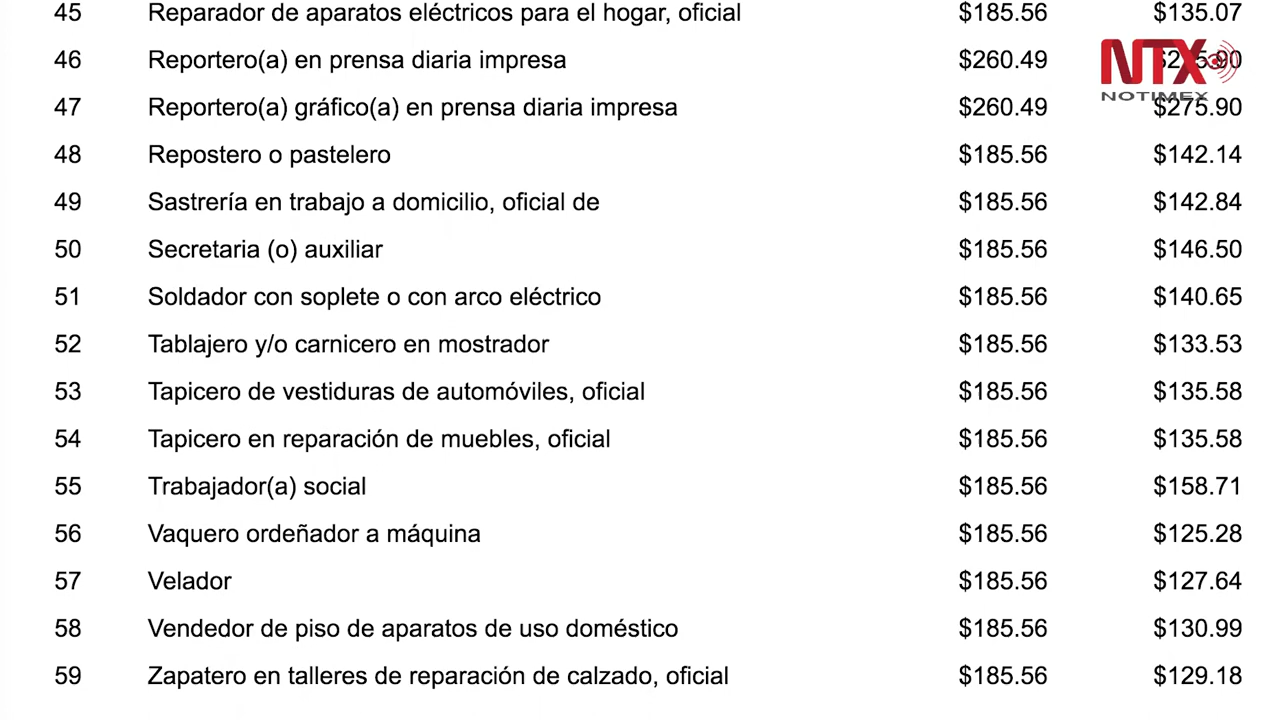 45 Reparador de aparatos eléctricos para el hogar, oficial $185.56 $135.07
46 Reportero(a) en prensa diaria impresa $260.49
NTX
47 Reportero(a) gráfico(a) en prensa diaria impresa $260.49 $275.90
NOTIMEX
48 Repostero o pastelero $185.56 $142.14
49 Sastrería en trabajo a domicilio, oficial de $185.56 $142.84
50 Secretaria (o) auxiliar $185.56 $146.50
51 Soldador con soplete o con arco eléctrico $185.56 $140.65
52 Tablajero y/o carnicero en mostrador $185.56 $133.53
53 Tapicero de vestiduras de automóviles, oficial $185.56 $135.58
54 Tapicero en reparación de muebles, oficial $185.56 $135.58
55 Trabajador(a) social $185.56 $158.71
56 Vaquero ordeñador a máquina $185.56 $125.28
57 Velador $185.56 $127.64
58 Vendedor de piso de aparatos de uso doméstico $185.56 $130.99
59 Zapatero en talleres de reparación de calzado, oficial $185.56 $129.18